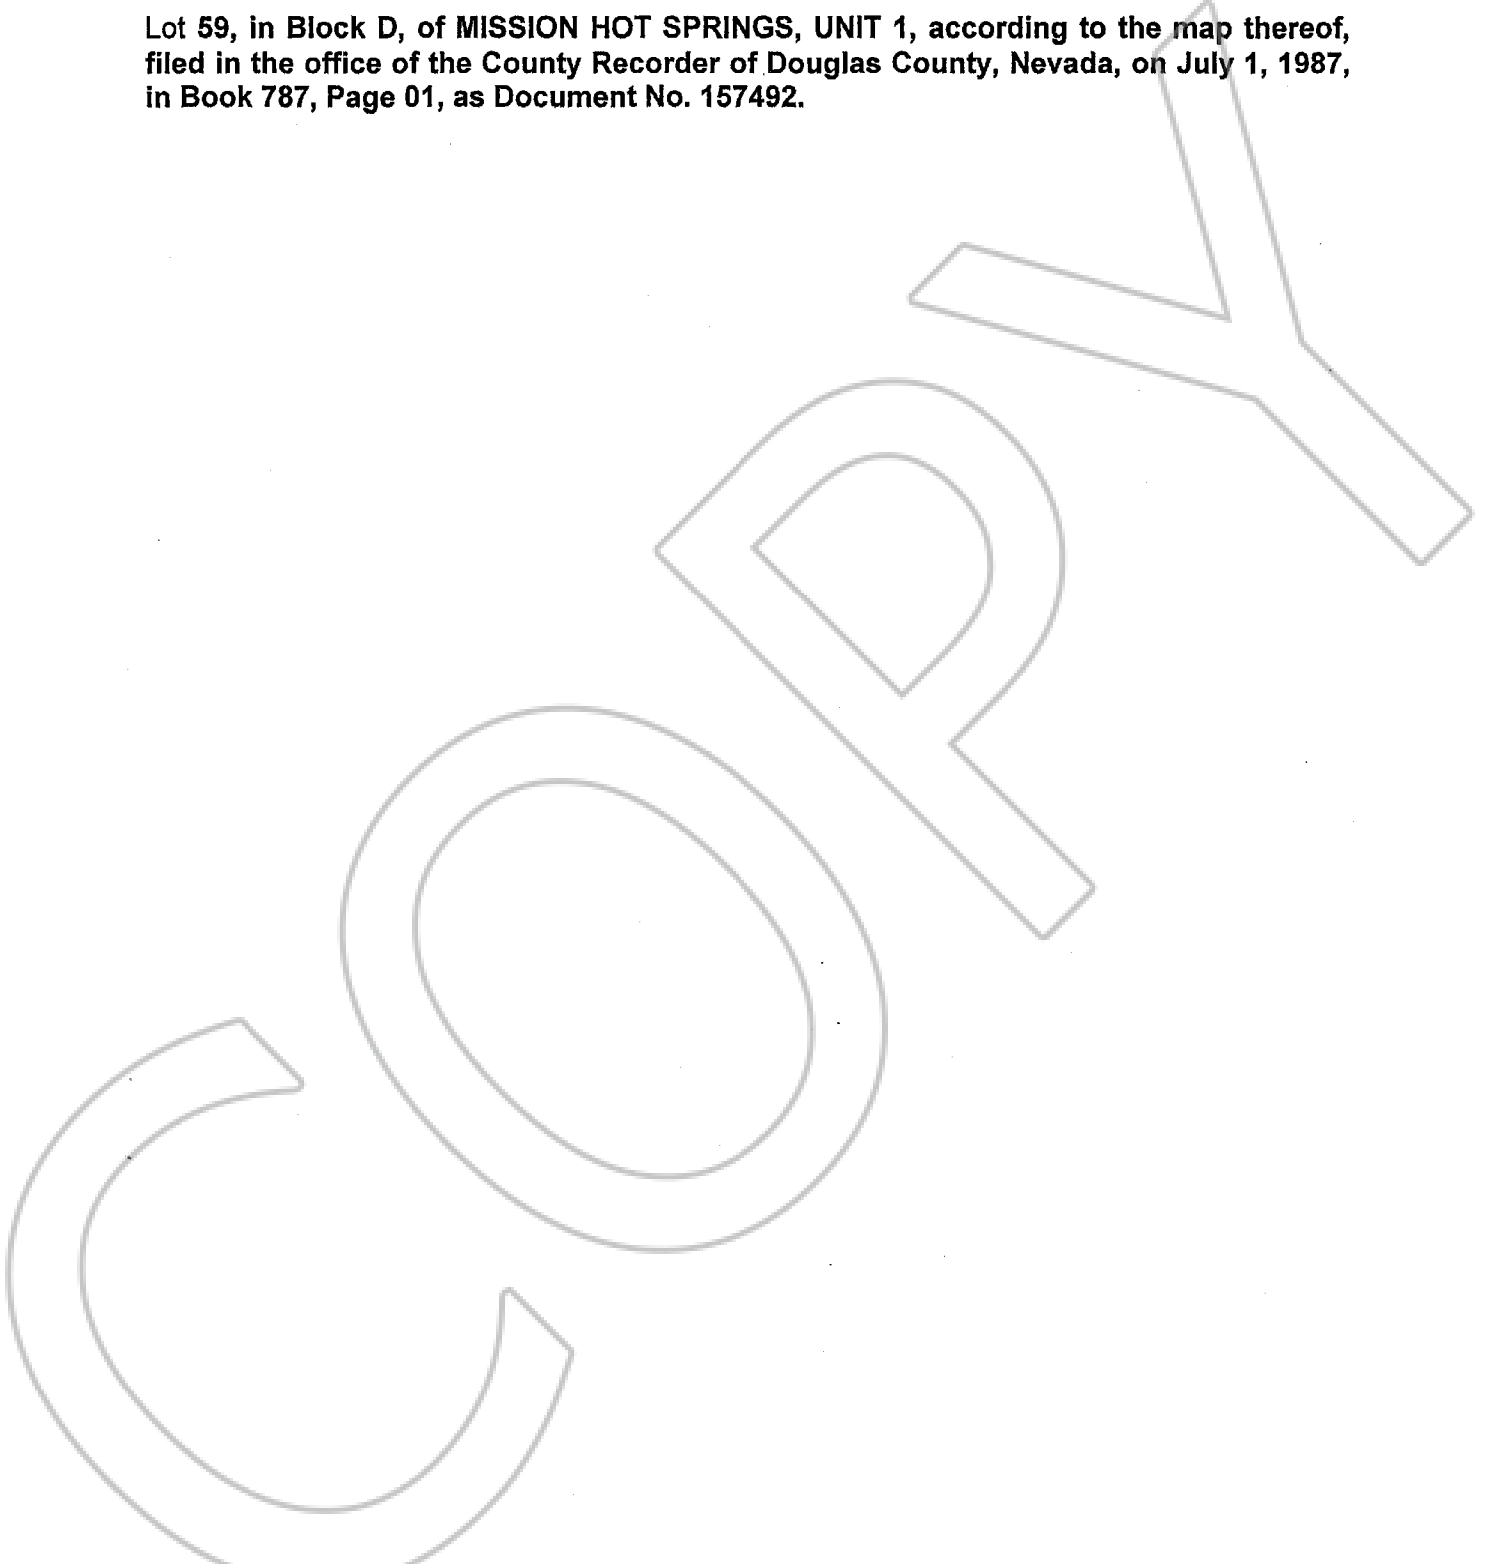 Lot 59, in Block D, of MISSION HOT SPRINGS, UNIT 1, according to the map thereof,
filed in the office of the County Recorder of Douglas County, Nevada, on July 1, 1987,
in Book 787, Page 01, as Document No. 157492.
COPY